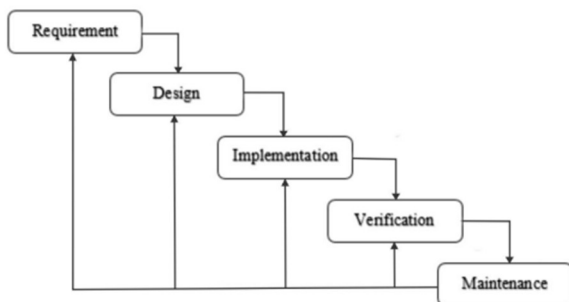 Requirement
Design
Implementation
Verification
Maintenance